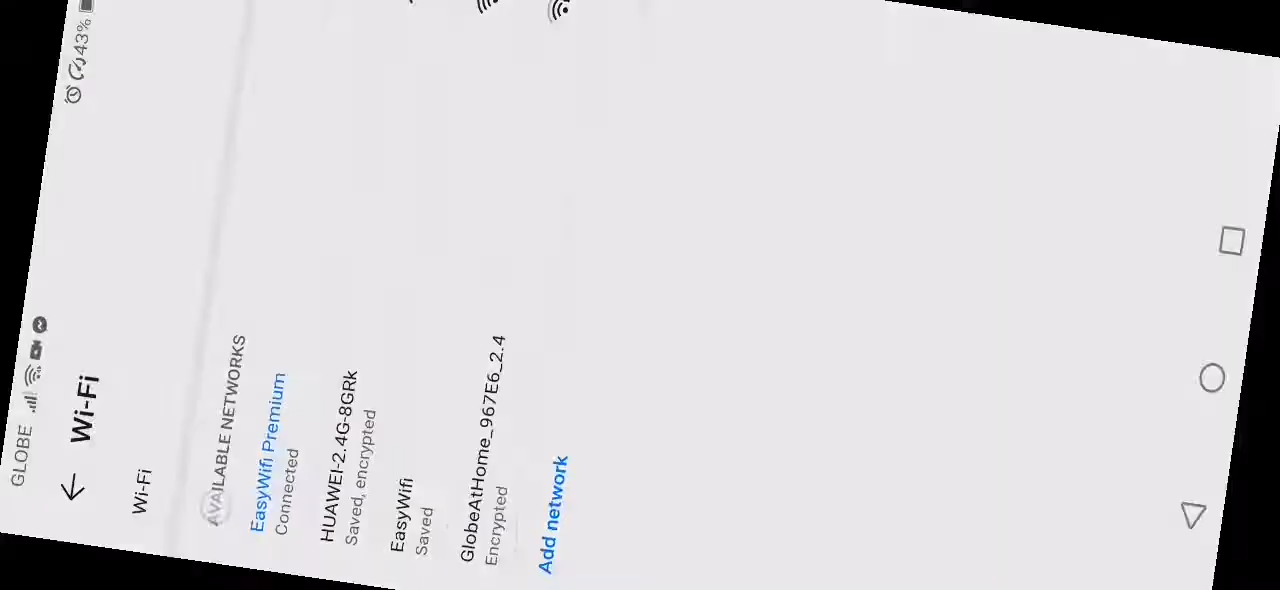 GLOBE
43%
Wi-Fi
Wi-Fi
AVAILABLE NETWORKS
EasyWifi Premium
Connected
HUAWEI-2.4G-8GRk
Saved, encrypted
EasyWifi
Saved
GlobeAtHome_967E6_2.4
Encrypted
Add network